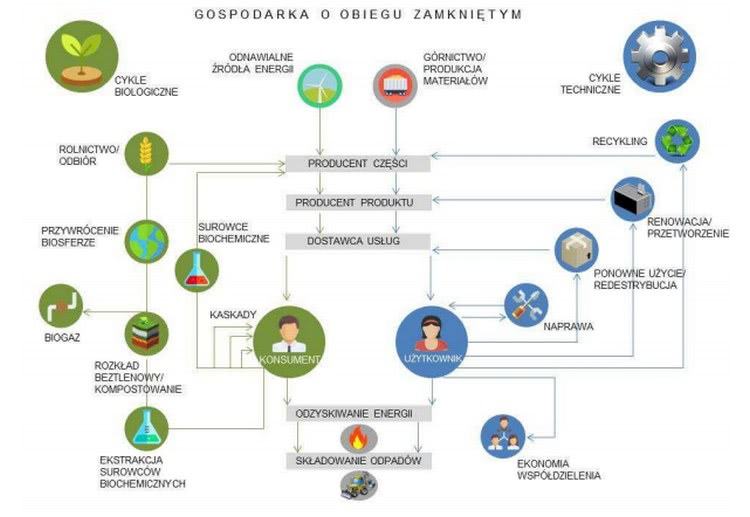 GOSPODARKA O OBIEGU ZAMKNIĘTYM
CYKLE
BIOLOGICZNE
ODNAWIALNE
ŹRÓDŁA ENERGII
GÓRNICTWO/
PRODUKCJA
MATERIAŁÓW
CYKLE
TECHNICZNE
ROLNICTWO/
ODBIÓR
PRODUCENT CZĘŚCI
RECYKLING
PRODUCENT PRODUKTU
RENOWACJA/
PRZETWORZENIE
PRZYWRÓCENIE
BIOSFERZE
SUROWCE
BIOCHEMICZNE
DOSTAWCA USŁUG
PONOWNE UŻYCIE/
REDESTRYBUCJA
BIOGAZ
KASKADY
KONSUMENT
UŻYTKOWNIK
NAPRAWA
ROZKŁAD
BEZTLENOWY/
KOMPOSTOWANIE
ODZYSKIWANIE ENERGII
EKSTRAKCJA
SUROWCÓW
BIOCHEMICZNYCH
SKŁADOWANIE ODPADÓW
EKONOMIA
WSPÓŁDZIELENIA